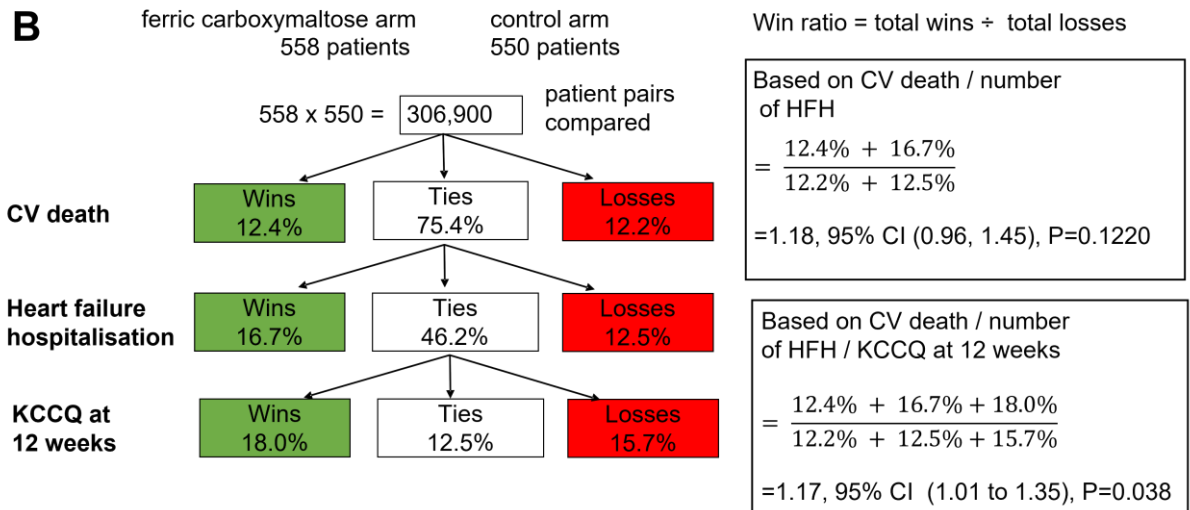 B
ferric carboxymaltose arm
558 patients
control arm
550 patients
558 x 550 = 306,900
patient pairs
compared
CV death
Wins
12.4%
Ties
75.4%
Losses
12.2%
Heart failure
hospitalisation
Wins
16.7%
Ties
46.2%
Losses
12.5%
KCCQ at
12 weeks
Wins
18.0%
Ties
12.5%
Losses
15.7%
Win ratio = total wins ÷ total losses
Based on CV death / number
of HFH
= 12.4% + 16.7%
12.2% + 12.5%
=1.18, 95% CI (0.96, 1.45), P=0.1220
Based on CV death / number
of HFH / KCCQ at 12 weeks
= 12.4% + 16.7% + 18.0%
12.2% + 12.5% + 15.7%
=1.17, 95% CI (1.01 to 1.35), P=0.038